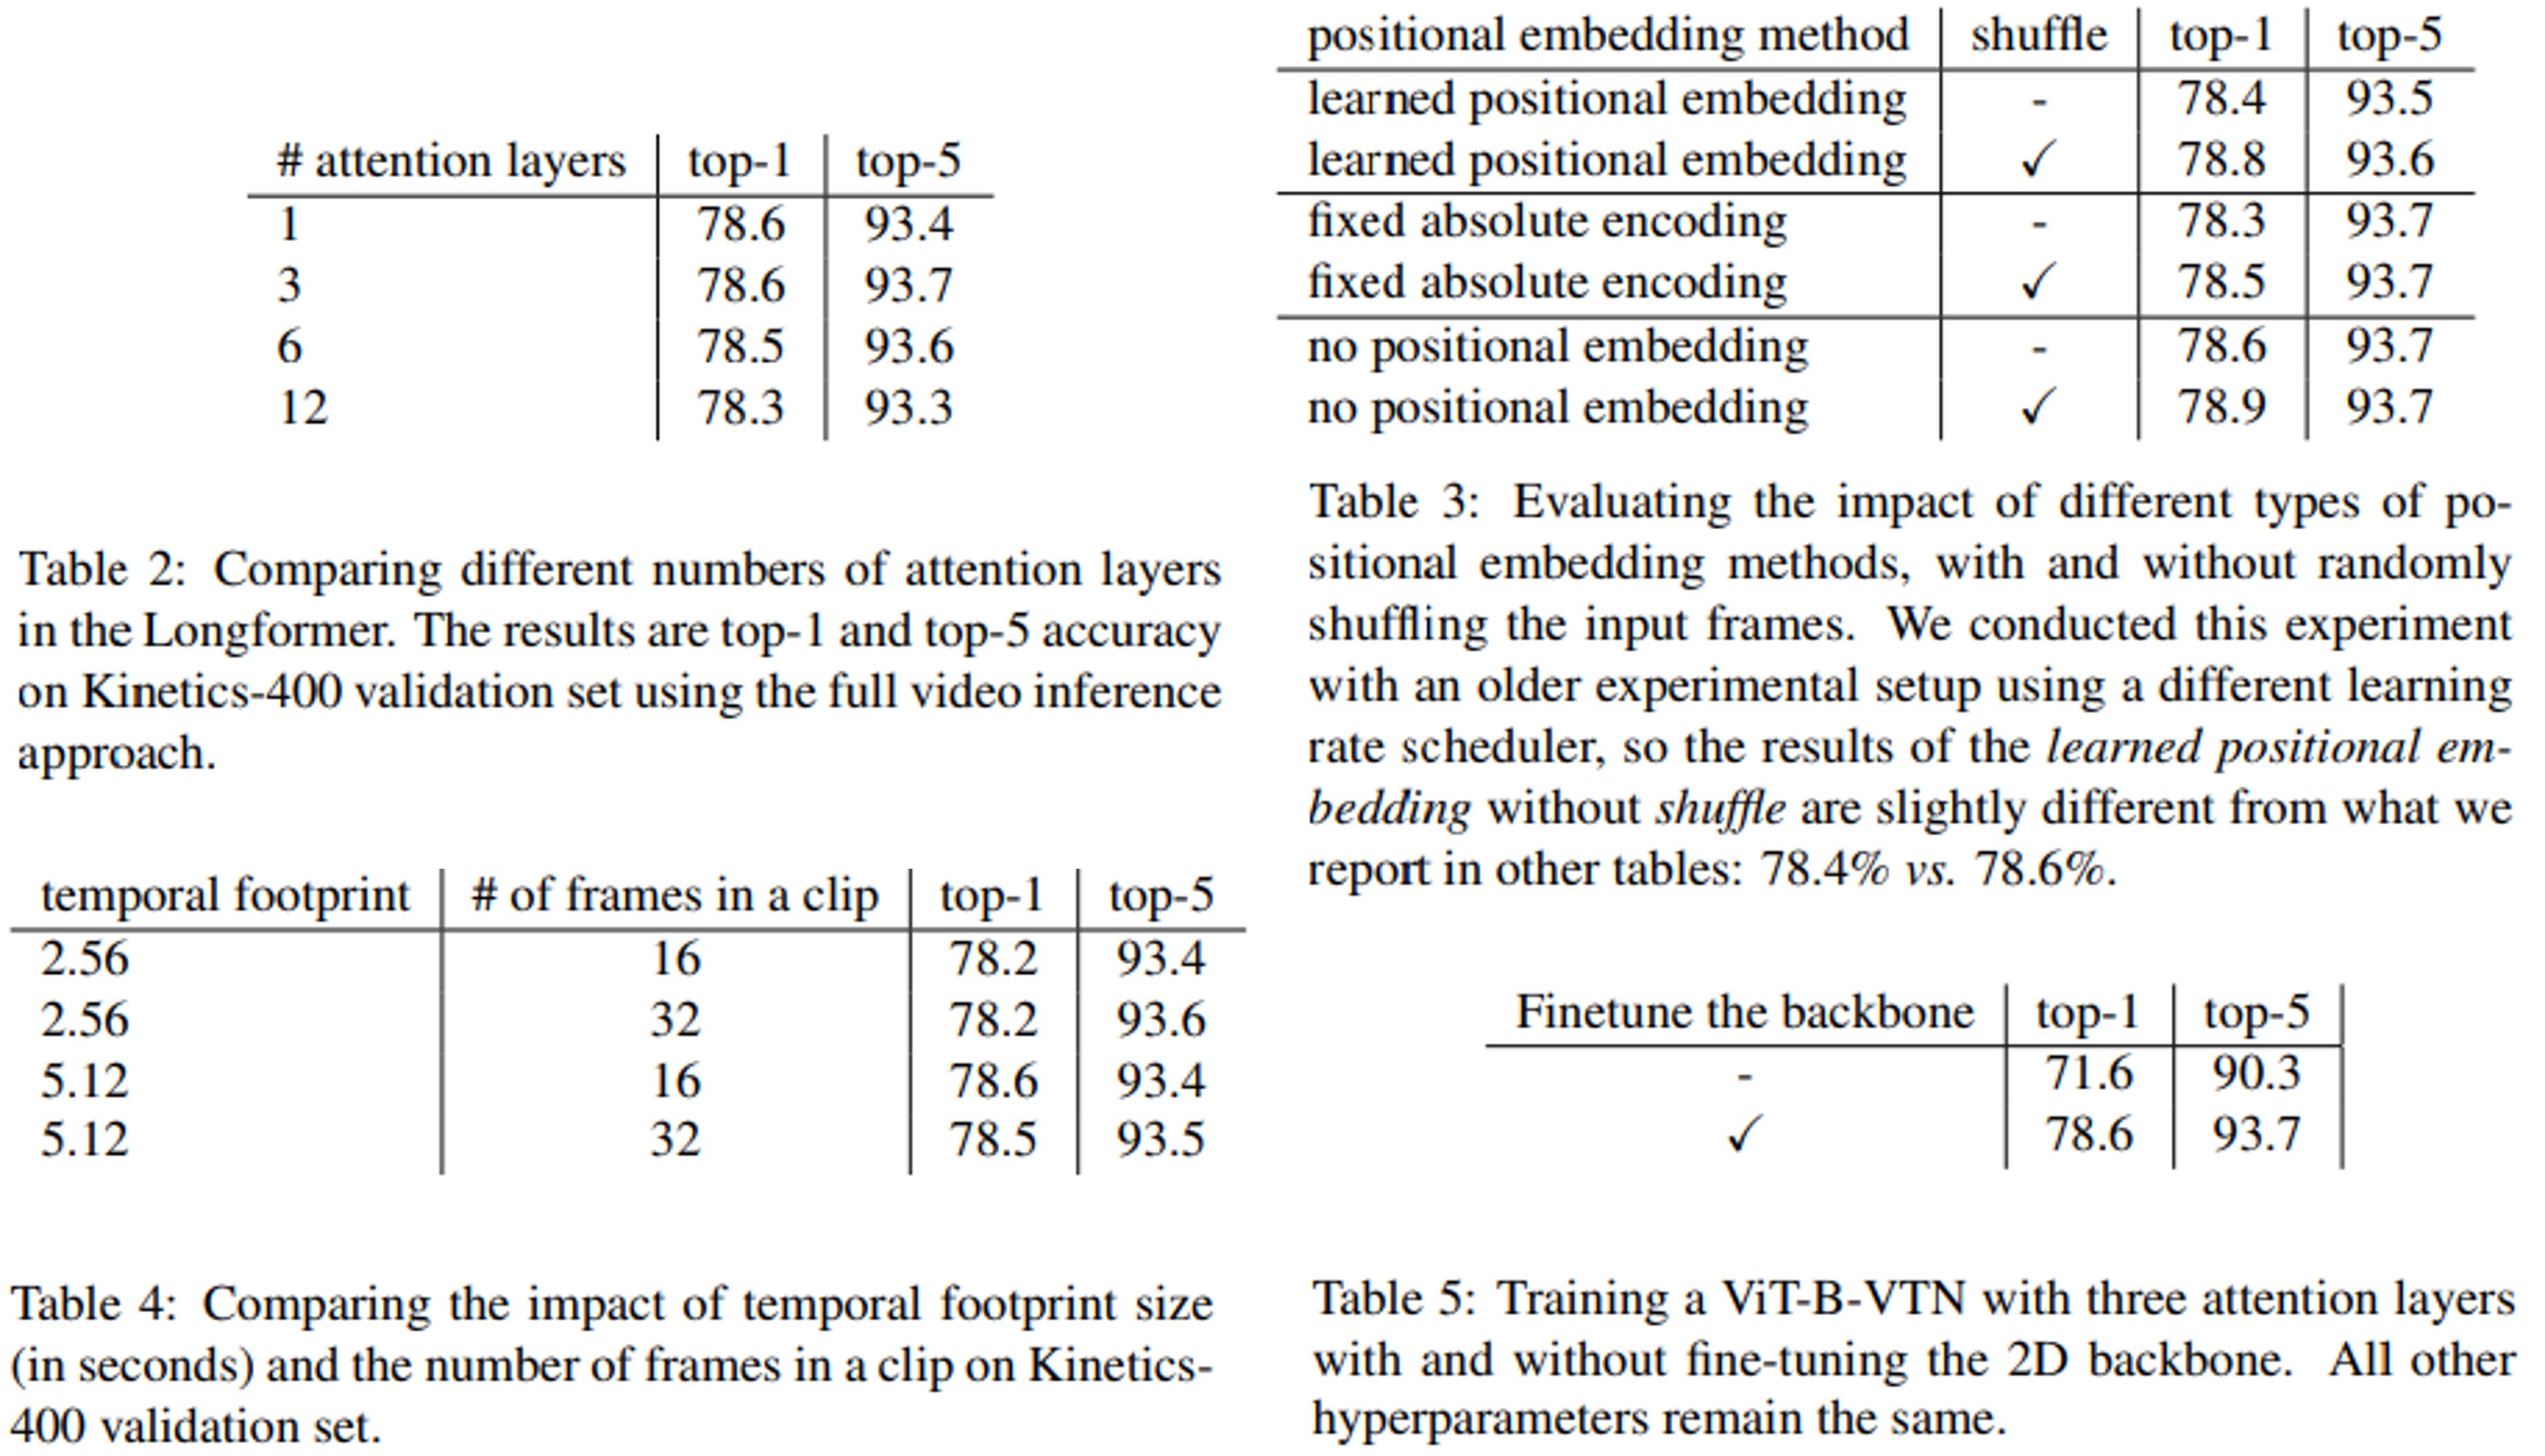 # attention layers | top-1 | top-5
1 | 78.6 | 93.4
3 | 78.6 | 93.7
6 | 78.5 | 93.6
12 | 78.3 | 93.3
Table 2: Comparing different numbers of attention layers
in the Longformer. The results are top-1 and top-5 accuracy
on Kinetics-400 validation set using the full video inference
approach.
positional embedding method | shuffle | top-1 | top-5
learned positional embedding | - | 78.4 | 93.5
learned positional embedding | ✓ | 78.8 | 93.6
fixed absolute encoding | - | 78.3 | 93.7
fixed absolute encoding | ✓ | 78.5 | 93.7
no positional embedding | - | 78.6 | 93.7
no positional embedding | ✓ | 78.9 | 93.7
Table 3: Evaluating the impact of different types of po-
sitional embedding methods, with and without randomly
shuffling the input frames. We conducted this experiment
with an older experimental setup using a different learning
rate scheduler, so the results of the learned positional em-
bedding without shuffle are slightly different from what we
report in other tables: 78.4% vs. 78.6%.
temporal footprint | # of frames in a clip | top-1 | top-5
2.56 | 16 | 78.2 | 93.4
2.56 | 32 | 78.2 | 93.6
5.12 | 16 | 78.6 | 93.4
5.12 | 32 | 78.5 | 93.5
Table 4: Comparing the impact of temporal footprint size
(in seconds) and the number of frames in a clip on Kinetics-
400 validation set.
Finetune the backbone | top-1 | top-5 |
- | 71.6 | 90.3 |
✓ | 78.6 | 93.7 |
Table 5: Training a ViT-B-VTN with three attention layers
with and without fine-tuning the 2D backbone. All other
hyperparameters remain the same.